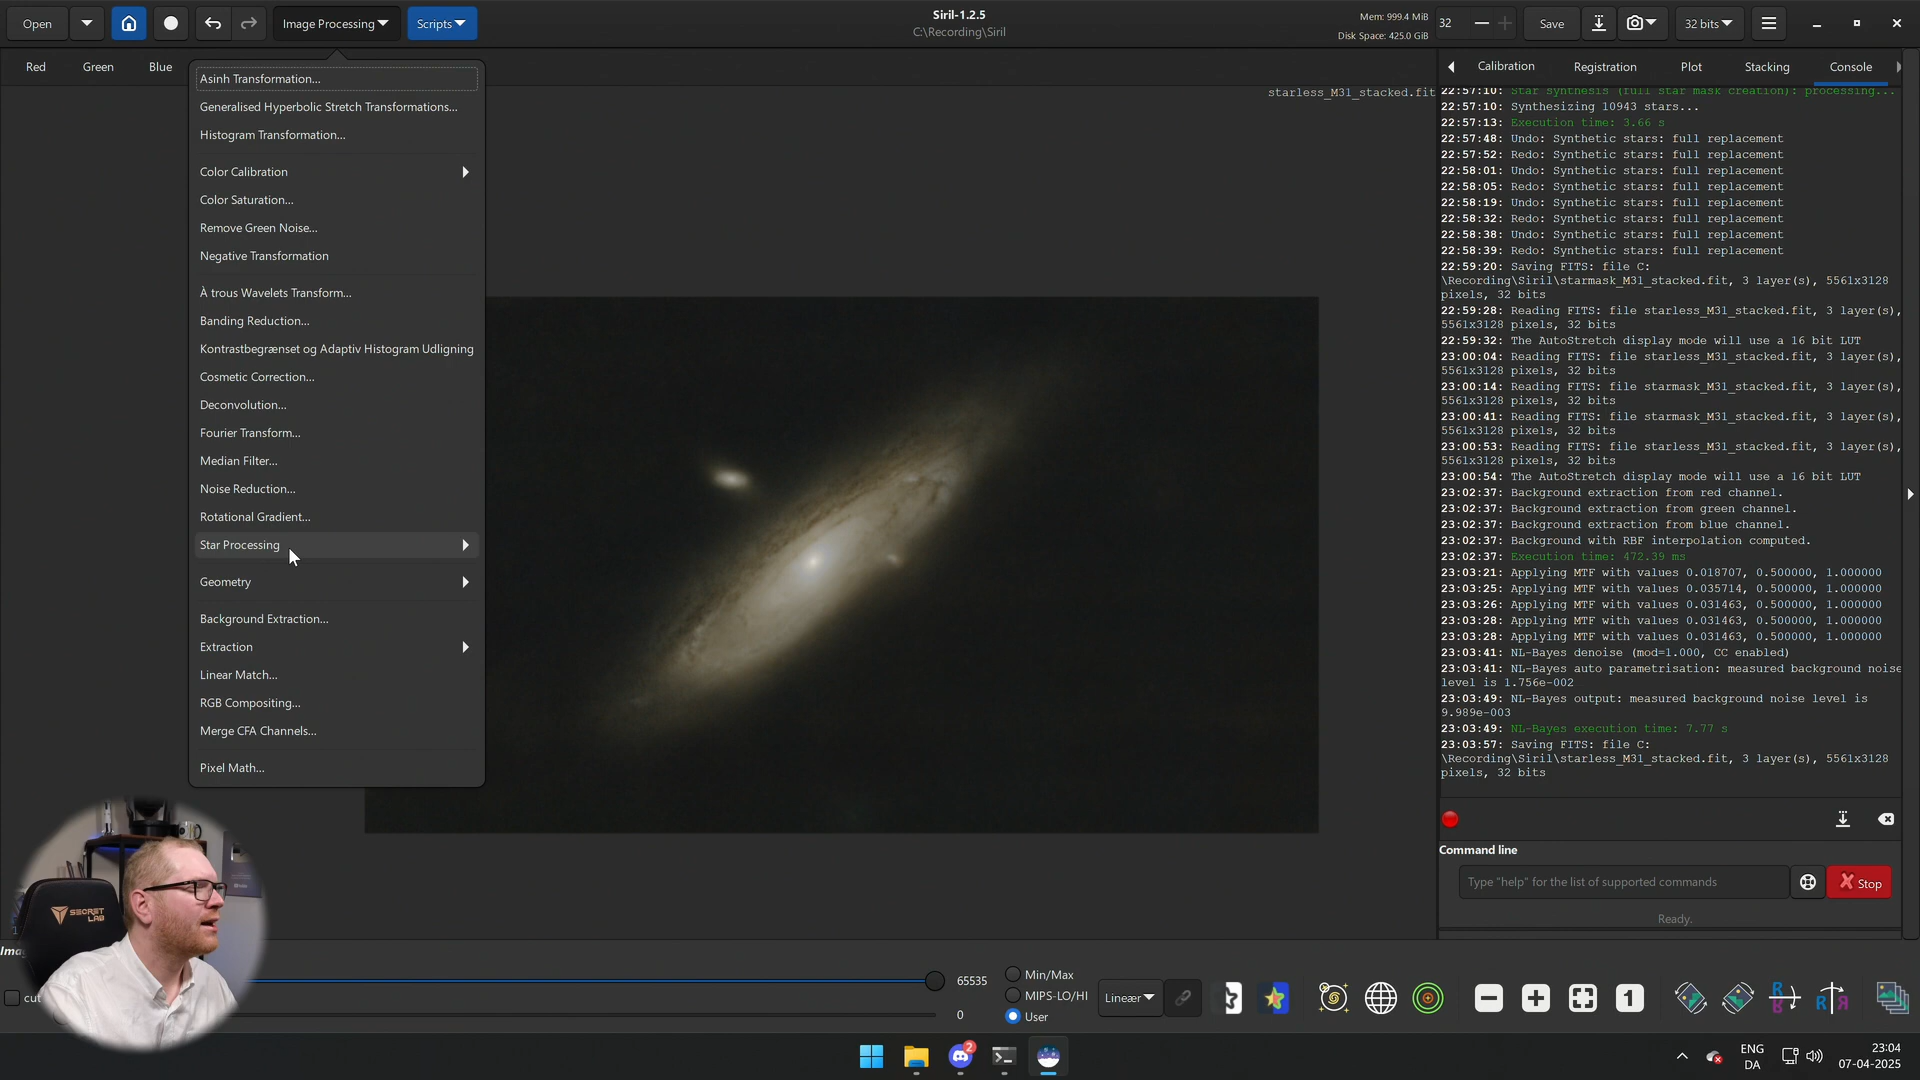 Open
Image Processing
Scripts
Siril-1.2.5
C:\Recording\Siril
Mem: 999.4 MiB
Disk Space: 425.0 GiB
32
Save
32 bits
Red
Green
Blue
Asinh Transformation...
Generalised Hyperbolic Stretch Transformations...
Histogram Transformation...
Color Calibration
Color Saturation...
Remove Green Noise...
Negative Transformation
À trous Wavelets Transform...
Banding Reduction...
Kontrastbegrænset og Adaptiv Histogram Udligning
Cosmetic Correction...
Deconvolution...
Fourier Transform...
Median Filter...
Noise Reduction...
Rotational Gradient...
Star Processing
Geometry
Background Extraction...
Extraction
Linear Match...
RGB Compositing...
Merge CFA Channels...
Pixel Math...
starless_M31_stacked.fit
Calibration
Registration
Plot
Stacking
Console
22:57:10: Star synthesis (full star mask creation): processing...
22:57:10: Synthesizing 10943 stars...
22:57:13: Execution time: 3.66 s
22:57:48: Undo: Synthetic stars: full replacement
22:57:52: Redo: Synthetic stars: full replacement
22:58:01: Undo: Synthetic stars: full replacement
22:58:05: Redo: Synthetic stars: full replacement
22:58:19: Undo: Synthetic stars: full replacement
22:58:32: Redo: Synthetic stars: full replacement
22:58:38: Undo: Synthetic stars: full replacement
22:58:39: Redo: Synthetic stars: full replacement
22:59:20: Saving FITS: file C:
\Recording\Siril\starmask_M31_stacked.fit, 3 layer(s), 5561x3128
pixels, 32 bits
22:59:28: Reading FITS: file starless_M31_stacked.fit, 3 layer(s),
5561x3128 pixels, 32 bits
22:59:32: The AutoStretch display mode will use a 16 bit LUT
23:00:04: Reading FITS: file starless_M31_stacked.fit, 3 layer(s),
5561x3128 pixels, 32 bits
23:00:14: Reading FITS: file starmask_M31_stacked.fit, 3 layer(s),
5561x3128 pixels, 32 bits
23:00:41: Reading FITS: file starmask_M31_stacked.fit, 3 layer(s),
5561x3128 pixels, 32 bits
23:00:53: Reading FITS: file starless_M31_stacked.fit, 3 layer(s),
5561x3128 pixels, 32 bits
23:00:54: The AutoStretch display mode will use a 16 bit LUT
23:02:37: Background extraction from red channel.
23:02:37: Background extraction from green channel.
23:02:37: Background extraction from blue channel.
23:02:37: Background with RBF interpolation computed.
23:02:37: Execution time: 472.39 ms
23:03:21: Applying MTF with values 0.018707, 0.500000, 1.000000
23:03:25: Applying MTF with values 0.035714, 0.500000, 1.000000
23:03:26: Applying MTF with values 0.031463, 0.500000, 1.000000
23:03:28: Applying MTF with values 0.031463, 0.500000, 1.000000
23:03:28: Applying MTF with values 0.031463, 0.500000, 1.000000
23:03:41: NL-Bayes denoise (mod=1.000, CC enabled)
23:03:41: NL-Bayes auto parametrisation: measured background noise
level is 1.756e-002
23:03:49: NL-Bayes output: measured background noise level is
9.989e-003
23:03:49: NL-Bayes execution time: 7.77 s
23:03:57: Saving FITS: file C:
\Recording\Siril\starless_M31_stacked.fit, 3 layer(s), 5561x3128
pixels, 32 bits
Command line
Type "help" for the list of supported commands
Stop
Ready.
SECRET
LAB
cut
65535
0
Min/Max
MIPS-LO/HI
User
Lineær
1
2
ENG
DA
23:04
07-04-2025